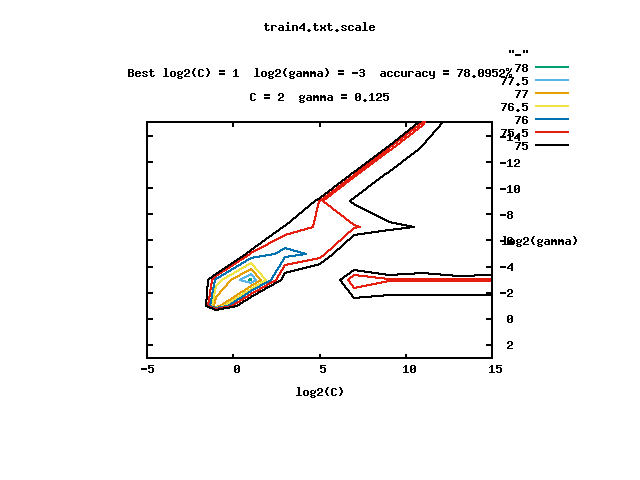 train4.txt.scale
"-"
Best log2(C) = 1 log2(gamma) = -3 accuracy = 78.0952%
78
77.5
77
76.5
76
75.5
75
C = 2 gamma = 0.125
-14
-12
-10
-8
-6
log2(gamma)
-4
-2
0
2
-5 0 5 10 15
log2(C)